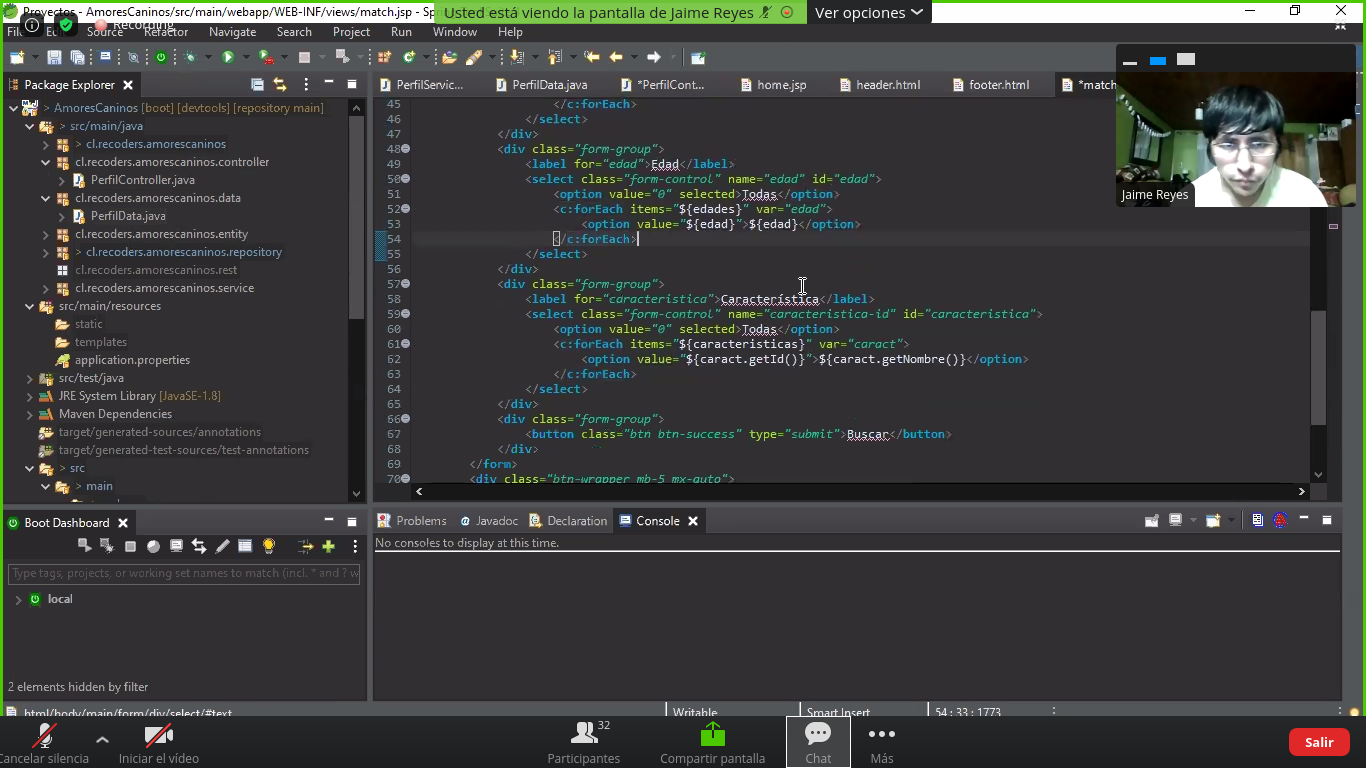 Proyectos - AmoresCaninos/src/main/webapp/WEB-INF/views/match.jsp - Sp
Usted está viendo la pantalla de Jaime Reyes
Ver opciones
Recording
Source Refactor Navigate Search Project Run Window Help
Package Explorer
PerfilServic...
PerfilData.java
*PerfilCont...
home.jsp
header.html
footer.html
*match
> AmoresCaninos [boot] [devtools] [repository main]
> src/main/java
> cl.recoders.amorescaninos
cl.recoders.amorescaninos.controller
PerfilController.java
cl.recoders.amorescaninos.data
PerfilData.java
cl.recoders.amorescaninos.entity
> cl.recoders.amorescaninos.repository
cl.recoders.amorescaninos.rest
cl.recoders.amorescaninos.service
src/main/resources
static
templates
application.properties
src/test/java
JRE System Library [JavaSE-1.8]
Maven Dependencies
target/generated-sources/annotations
target/generated-test-sources/test-annotations
> src
> main
45 </c:forEach>
46 </select>
47 </div>
48 <div class="form-group">
49 <label for="edad">Edad</label>
50 <select class="form-control" name="edad" id="edad">
51 <option value="0" selected>Todas</option>
52 <c:forEach items="${edades}" var="edad">
53 <option value="${edad}">${edad}</option>
54 </c:forEach>
55 </select>
56 </div>
57 <div class="form-group">
58 <label for="caracteristica">Característica</label>
59 <select class="form-control" name="caracteristica-id" id="caracteristica">
60 <option value="0" selected>Todas</option>
61 <c:forEach items="${caracteristicas}" var="caract">
62 <option value="${caract.getId()}">${caract.getNombre()}</option>
63 </c:forEach>
64 </select>
65 </div>
66 <div class="form-group">
67 <button class="btn btn-success" type="submit">Buscar</button>
68 </div>
69 </form>
70 <div class="btn-wrapper mb-5 mx-auto">
Jaime Reyes
Boot Dashboard
Type tags, projects, or working set names to match (incl. * and ? w
local
2 elements hidden by filter
Problems
@ Javadoc
Declaration
Console
No consoles to display at this time.
html/body/main/form/div/select/#text
Writable
Smart Insert
54 : 33 : 1773
Cancelar silencia
Iniciar el vídeo
32
Participantes
Compartir pantalla
Chat
Más
Salir